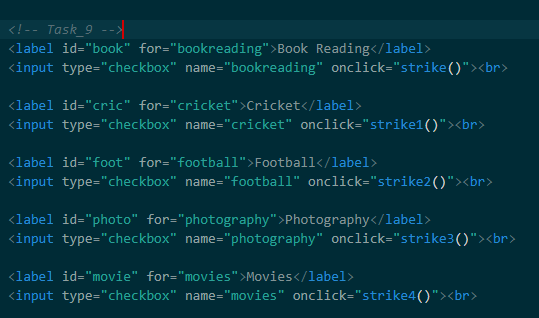 <!-- Task_9 -->
<label id="book" for="bookreading">Book Reading</label>
<input type="checkbox" name="bookreading" onclick="strike()"><br>
<label id="cric" for="cricket">Cricket</label>
<input type="checkbox" name="cricket" onclick="strike1()"><br>
<label id="foot" for="football">Football</label>
<input type="checkbox" name="football" onclick="strike2()"><br>
<label id="photo" for="photography">Photography</label>
<input type="checkbox" name="photography" onclick="strike3()"><br>
<label id="movie" for="movies">Movies</label>
<input type="checkbox" name="movies" onclick="strike4()"><br>